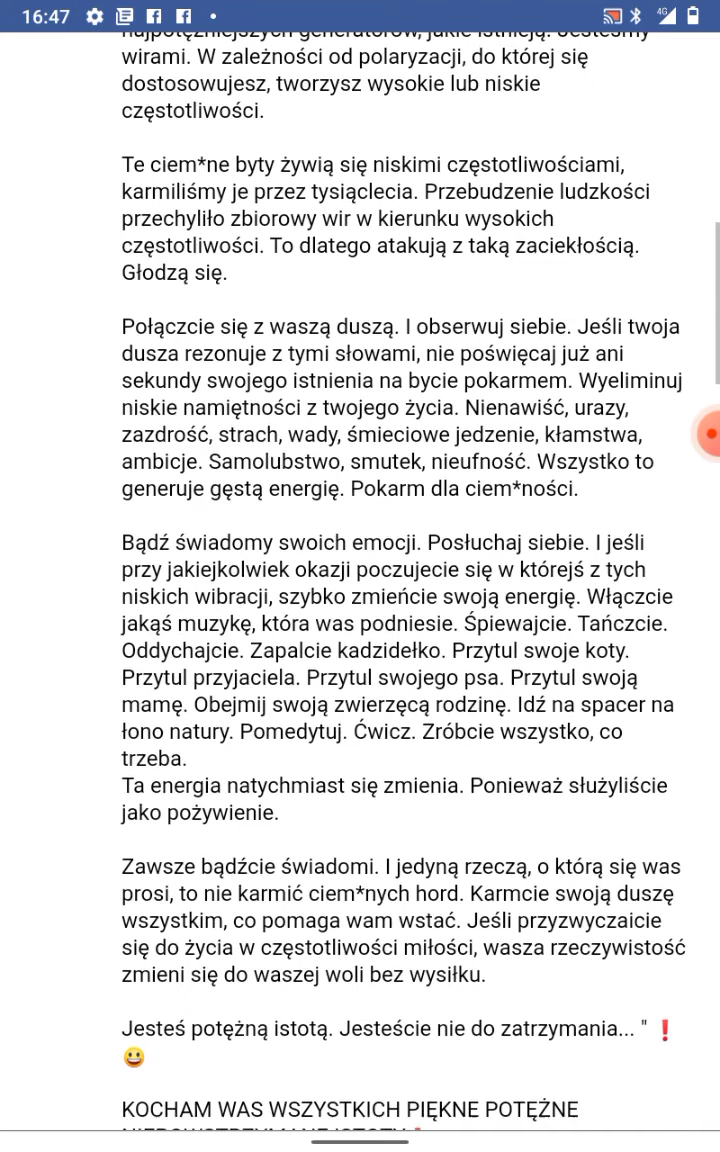 16:47
4G
najpotężniejszych generatorów, jakie istnieją. Jesteśmy
wirami. W zależności od polaryzacji, do której się
dostosowujesz, tworzysz wysokie lub niskie
częstotliwości.
Te ciem*ne byty żywią się niskimi częstotliwościami,
karmiliśmy je przez tysiąclecia. Przebudzenie ludzkości
przechyliło zbiorowy wir w kierunku wysokich
częstotliwości. To dlatego atakują z taką zaciekłością.
Głodzą się.
Połączcie się z waszą duszą. I obserwuj siebie. Jeśli twoja
dusza rezonuje z tymi słowami, nie poświęcaj już ani
sekundy swojego istnienia na bycie pokarmem. Wyeliminuj
niskie namiętności z twojego życia. Nienawiść, urazy,
zazdrość, strach, wady, śmieciowe jedzenie, kłamstwa,
ambicje. Samolubstwo, smutek, nieufność. Wszystko to
generuje gęstą energię. Pokarm dla ciem*ności.
Bądź świadomy swoich emocji. Posłuchaj siebie. I jeśli
przy jakiejkolwiek okazji poczujecie się w którejś z tych
niskich wibracji, szybko zmieńcie swoją energię. Włączcie
jakąś muzykę, która was podniesie. Śpiewajcie. Tańczcie.
Oddychajcie. Zapalcie kadzidełko. Przytul swoje koty.
Przytul przyjaciela. Przytul swojego psa. Przytul swoją
mamę. Obejmij swoją zwierzęcą rodzinę. Idź na spacer na
łono natury. Pomedytuj. Ćwicz. Zróbcie wszystko, co
trzeba.
Ta energia natychmiast się zmienia. Ponieważ służyliście
jako pożywienie.
Zawsze bądźcie świadomi. I jedyną rzeczą, o którą się was
prosi, to nie karmić ciem*nych hord. Karmcie swoją duszę
wszystkim, co pomaga wam wstać. Jeśli przyzwyczaicie
się do życia w częstotliwości miłości, wasza rzeczywistość
zmieni się do waszej woli bez wysiłku.
Jesteś potężną istotą. Jesteście nie do zatrzymania... " ❗
😀
KOCHAM WAS WSZYSTKICH PIĘKNE POTĘŻNE